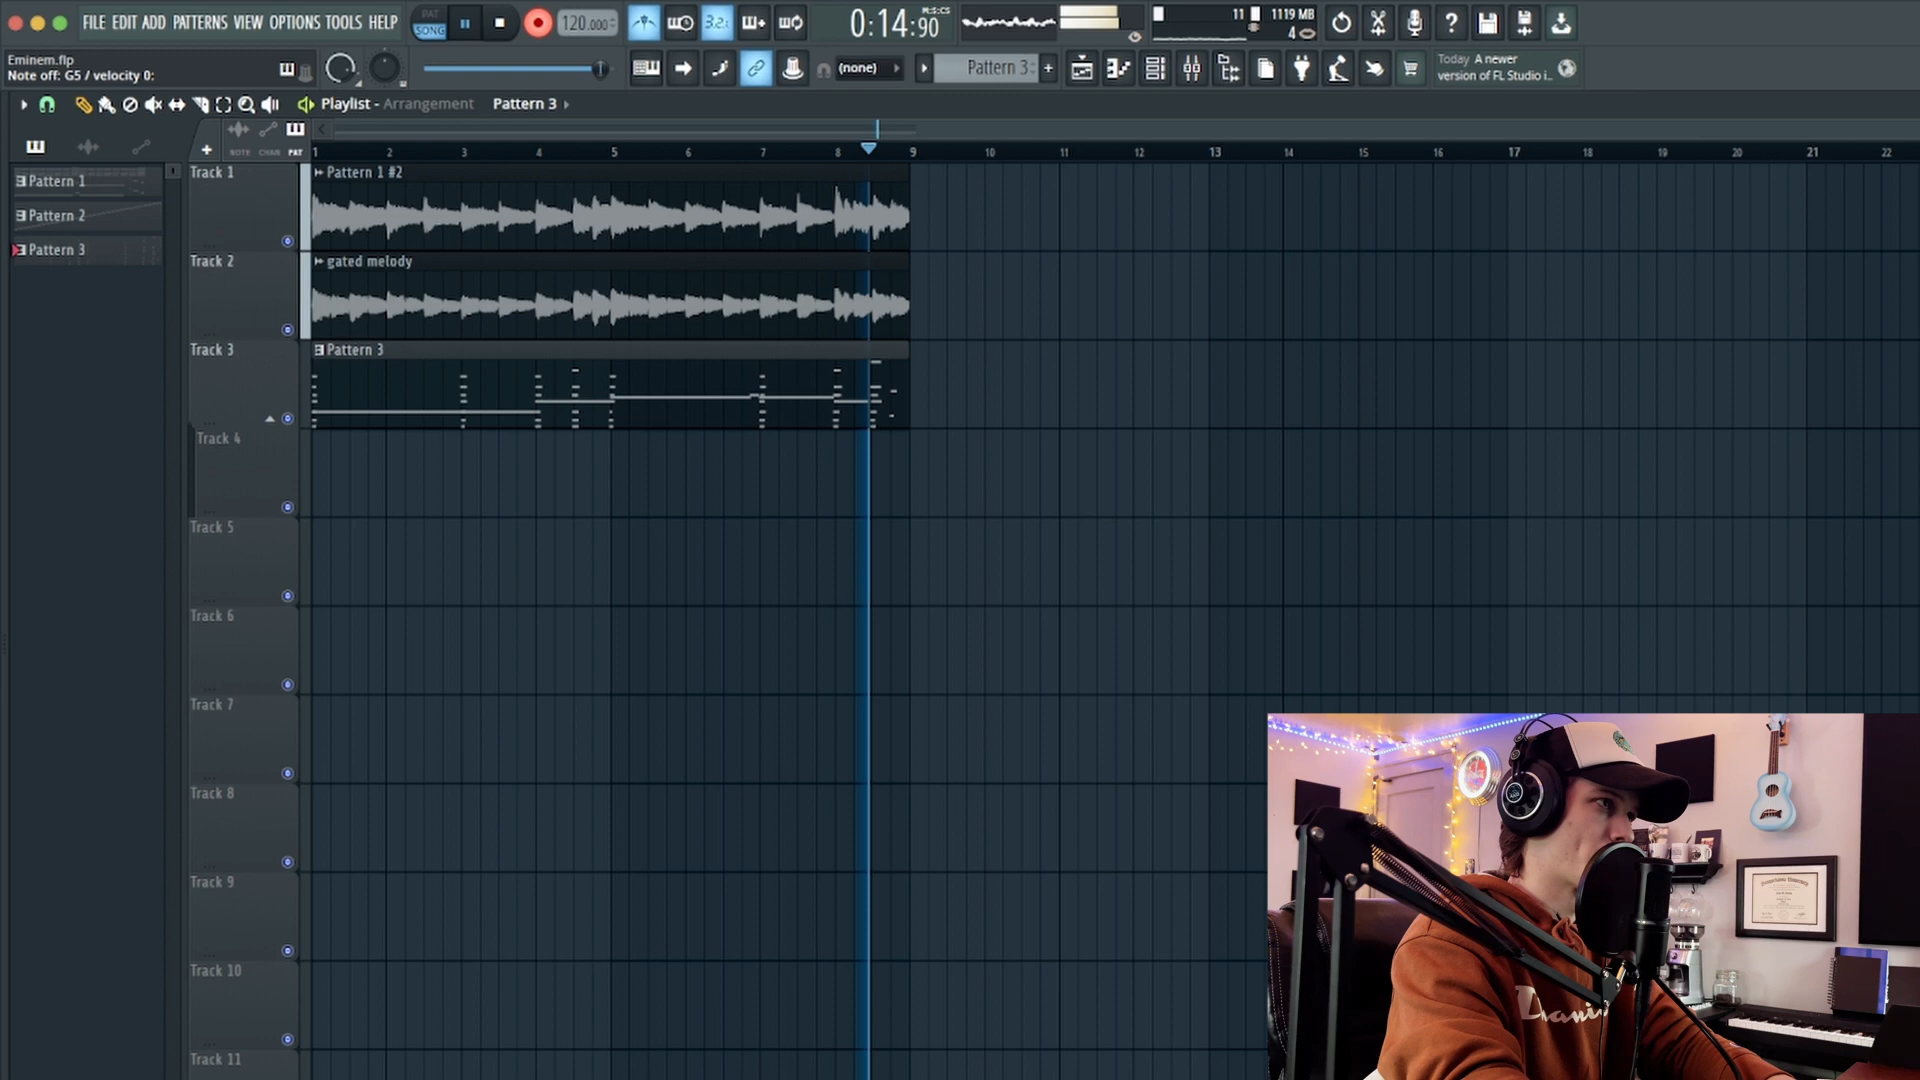 FILE EDIT ADD PATTERNS VIEW OPTIONS TOOLS HELP
PAT
SONG
120.000
3.2.
0:14:90
M:S:CS
11
1119 MB
4
Eminem.flp
Note off: G5 / velocity 0:
(none)
Pattern 3
+
Today A newer
version of FL Studio i..
Playlist - Arrangement Pattern 3
NOTE CHAN PAT
1 2 3 4 5 6 7 8 9 10 11 12 13 14 15 16 17 18 19 20 21 22
Pattern 1
Pattern 2
Pattern 3
Track 1
Pattern 1 #2
Track 2
gated melody
Track 3
Pattern 3
Track 4
Track 5
Track 6
Track 7
Track 8
Track 9
Track 10
Track 11